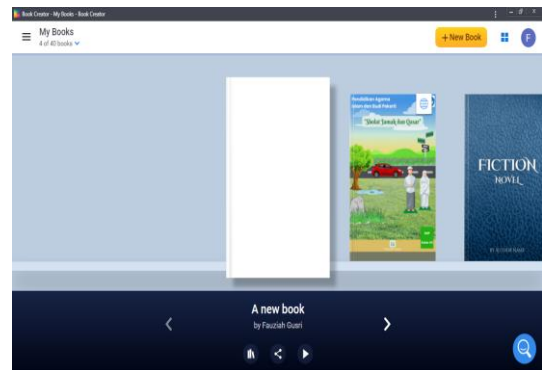 Book Creator - My Books - Book Creator
My Books
4 of 40 books
+ New Book
F
Pendidikan Agama
Islam dan Budi Pekerti
"Sholat Jamak dan Qasar"
FICTION
NOVEL
A new book
by Fauziah Gusri